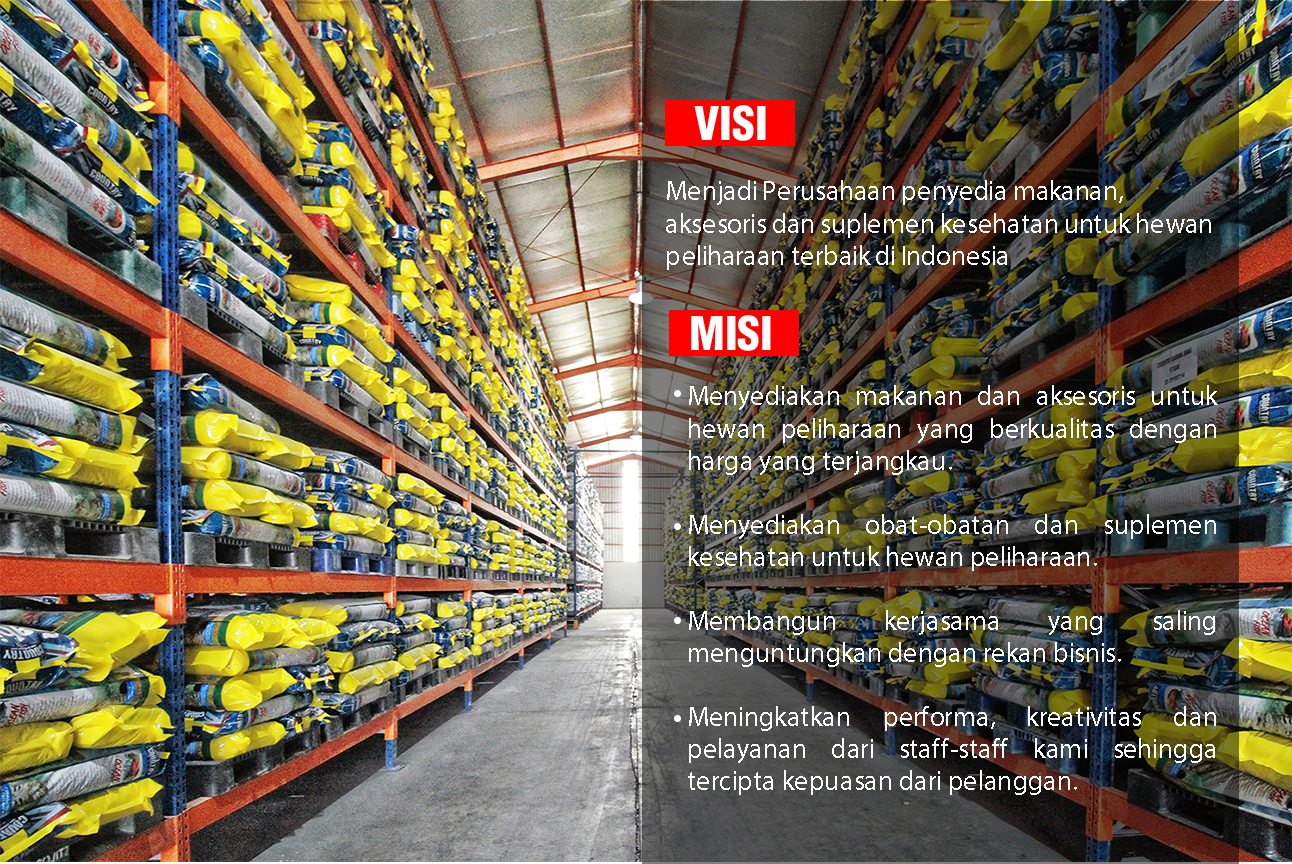 VISI
Menjadi Perusahaan penyedia makanan,
aksesoris dan suplemen kesehatan untuk hewan
peliharaan terbaik di Indonesia
MISI
• Menyediakan makanan dan aksesoris untuk
hewan peliharaan yang berkualitas dengan
harga yang terjangkau.
• Menyediakan obat-obatan dan suplemen
kesehatan untuk hewan peliharaan.
• Membangun kerjasama yang saling
menguntungkan dengan rekan bisnis.
• Meningkatkan performa, kreativitas dan
pelayanan dari staff-staff kami sehingga
tercipta kepuasan dari pelanggan.
COUNTRY
OCEAN
FISH